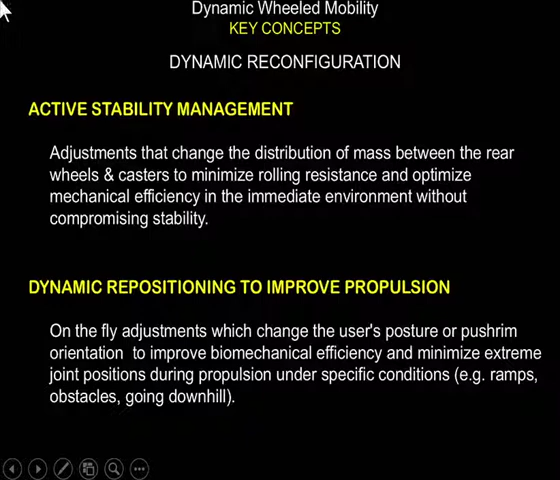 Dynamic Wheeled Mobility
KEY CONCEPTS
DYNAMIC RECONFIGURATION
ACTIVE STABILITY MANAGEMENT
Adjustments that change the distribution of mass between the rear
wheels & casters to minimize rolling resistance and optimize
mechanical efficiency in the immediate environment without
compromising stability.
DYNAMIC REPOSITIONING TO IMPROVE PROPULSION
On the fly adjustments which change the user's posture or pushrim
orientation to improve biomechanical efficiency and minimize extreme
joint positions during propulsion under specific conditions (e.g. ramps,
obstacles, going downhill).